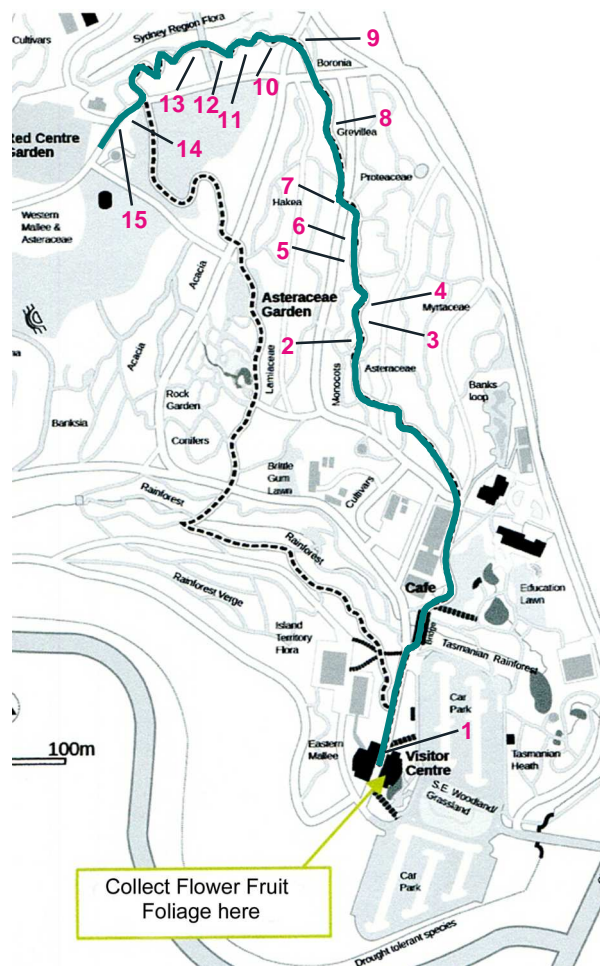 Sydney Region Flora
Cultivars
9
Boronia
10
13
12
11
8
Grevillea
Red Centre
Garden
14
Proteaceae
7
Hakea
15
Western
Mallee &
Asteraceae
6
5
Acacia
4
Asteraceae
Garden
Myrtaceae
3
2
Acacia
Lamiaceae
Monocots
Asteraceae
Banks
loop
Rock
Garden
Banksia
Conifers
Brittle
Gum
Lawn
Cultivars
Rainforest
Rainforest
Rainforest Verge
Cafe
Education
Lawn
Island
Territory
Flora
Bridge
Tasmanian Rainforest
Car
Park
1
100m
Eastern
Mallee
Visitor
Centre
Tasmanian
Heath
S.E. Woodland/
Grassland
Collect Flower Fruit
Foliage here
Car
Park
Drought tolerant species